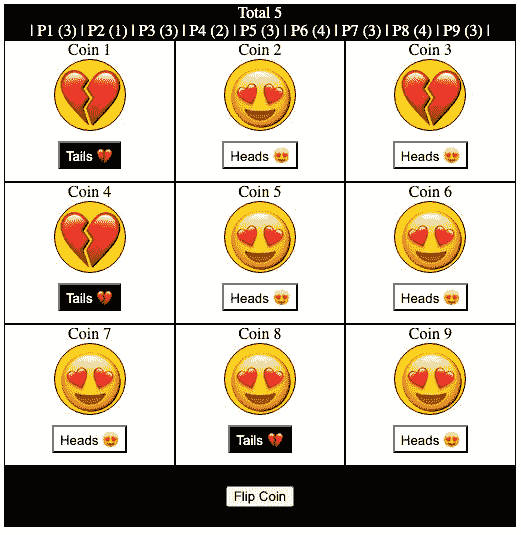 Total 5
| P1 (3) | P2 (1) | P3 (3) | P4 (2) | P5 (3) | P6 (4) | P7 (3) | P8 (4) | P9 (3) |
Coin 1 Coin 2 Coin 3
Tails 💔 Heads 😍 Heads 😍
Coin 4 Coin 5 Coin 6
Tails 💔 Heads 😍 Heads 😍
Coin 7 Coin 8 Coin 9
Heads 😍 Tails 💔 Heads 😍
Flip Coin